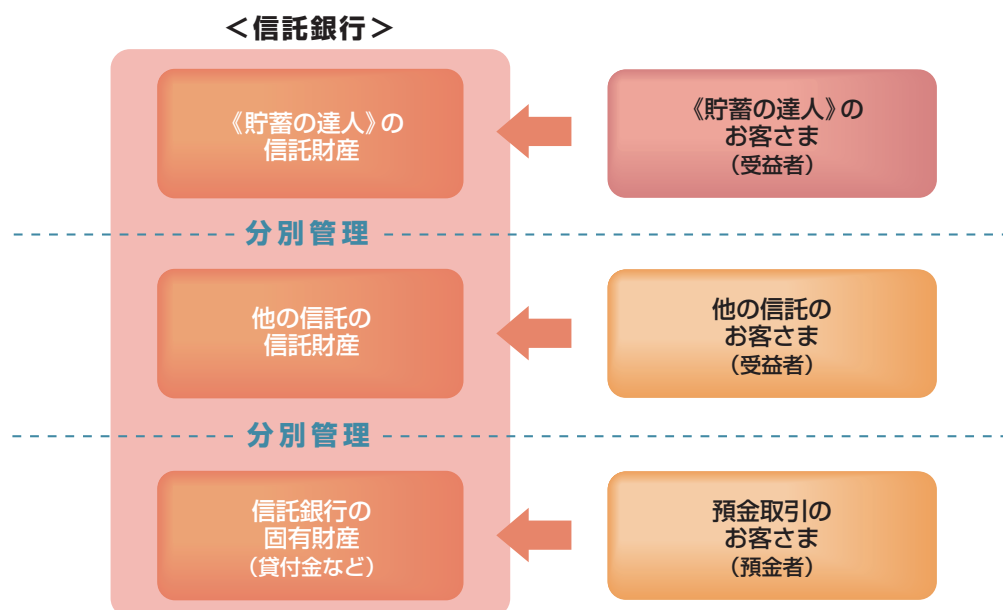 ＜信託銀行＞
《貯蓄の達人》の
信託財産
《貯蓄の達人》の
お客さま
（受益者）
分別管理
他の信託の
信託財産
他の信託の
お客さま
（受益者）
分別管理
信託銀行の
固有財産
（貸付金など）
預金取引の
お客さま
（預金者）